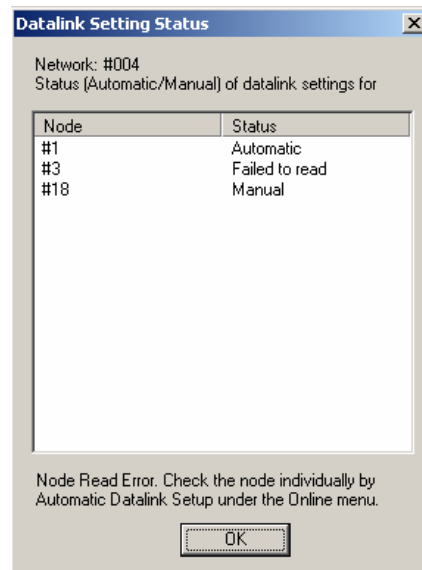 Datalink Setting Status
Network: #004
Status (Automatic/Manual) of datalink settings for
Node Status
#1 Automatic
#3 Failed to read
#18 Manual
Node Read Error. Check the node individually by
Automatic Datalink Setup under the Online menu.
OK